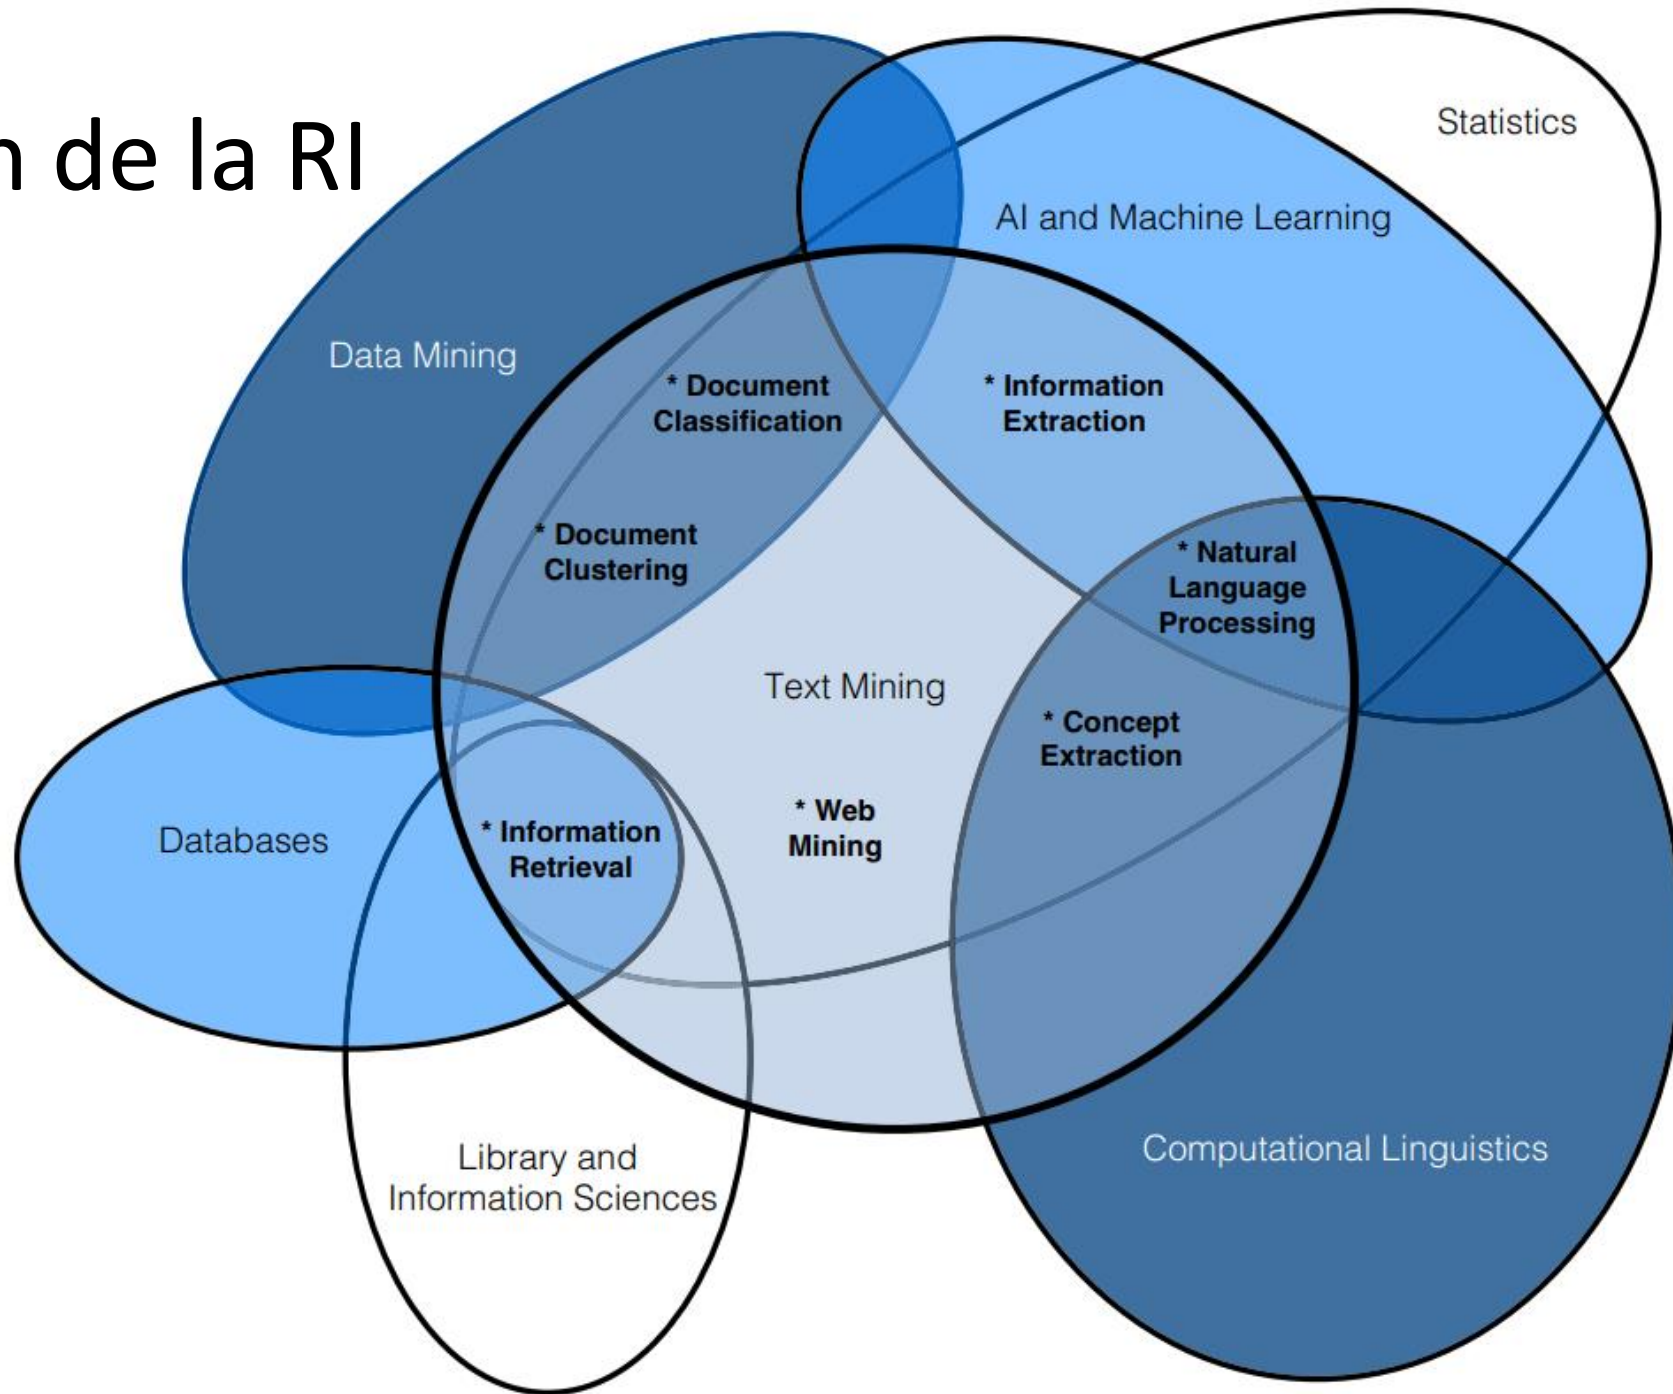 n de la RI
Statistics
AI and Machine Learning
Data Mining
* Document
Classification
* Information
Extraction
* Document
Clustering
* Natural
Language
Processing
Text Mining
* Concept
Extraction
* Web
Mining
Databases
* Information
Retrieval
Library and
Information Sciences
Computational Linguistics